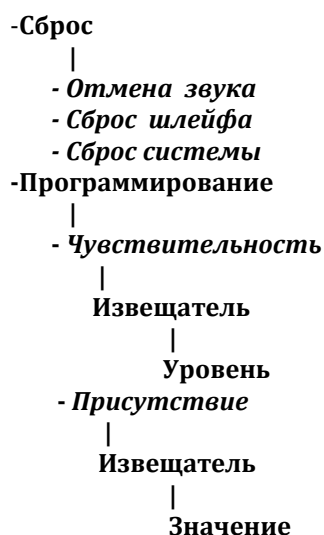 -Сброс
|
- Отмена звука
- Сброс шлейфа
- Сброс системы
-Программирование
|
- Чувствительность
|
Извещатель
|
Уровень
- Присутствие
|
Извещатель
|
Значение